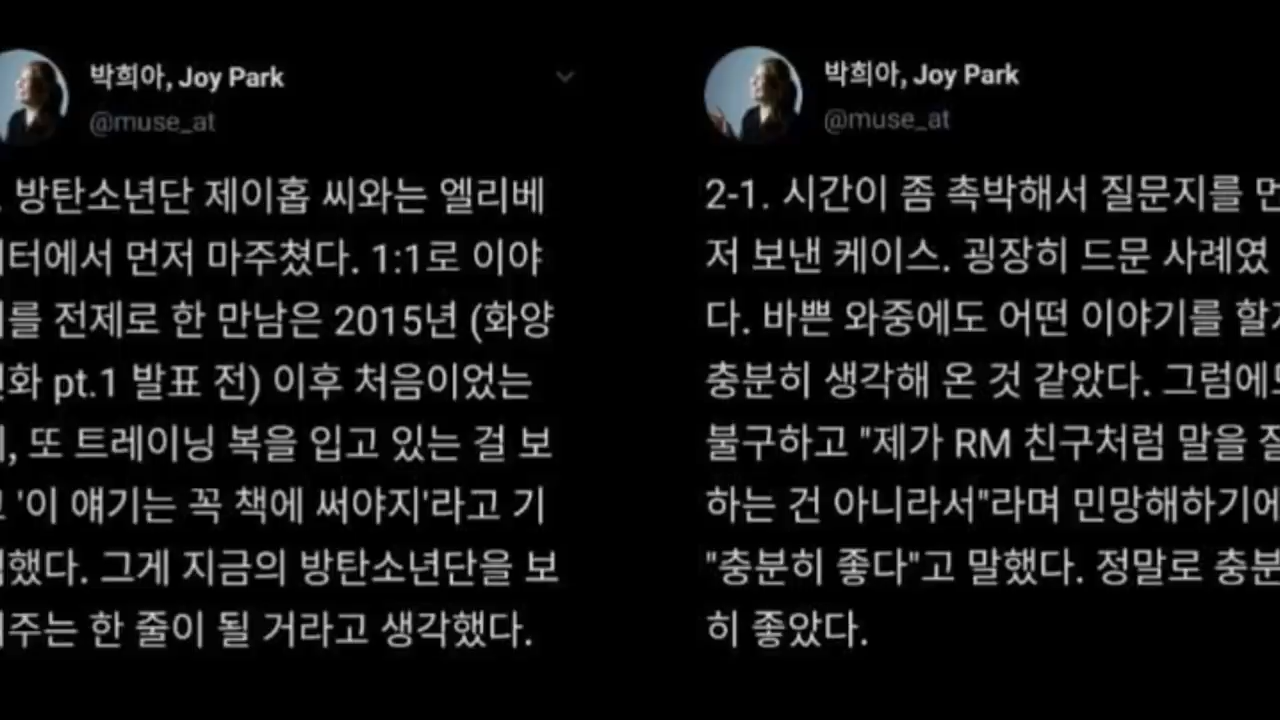 박희아, Joy Park
@muse_at
방탄소년단 제이홉 씨와는 엘리베
터에서 먼저 마주쳤다. 1:1로 이야
를 전제로 한 만남은 2015년 (화양
화 pt.1 발표 전) 이후 처음이었는
, 또 트레이닝 복을 입고 있는 걸 보
'이 얘기는 꼭 책에 써야지'라고 기
했다. 그게 지금의 방탄소년단을 보
주는 한 줄이 될 거라고 생각했다.
박희아, Joy Park
@muse_at
2-1. 시간이 좀 촉박해서 질문지를 먼
저 보낸 케이스. 굉장히 드문 사례였
다. 바쁜 와중에도 어떤 이야기를 할지
충분히 생각해 온 것 같았다. 그럼에도
불구하고 "제가 RM 친구처럼 말을 잘
하는 건 아니라서"라며 민망해하기에
"충분히 좋다"고 말했다. 정말로 충분
히 좋았다.